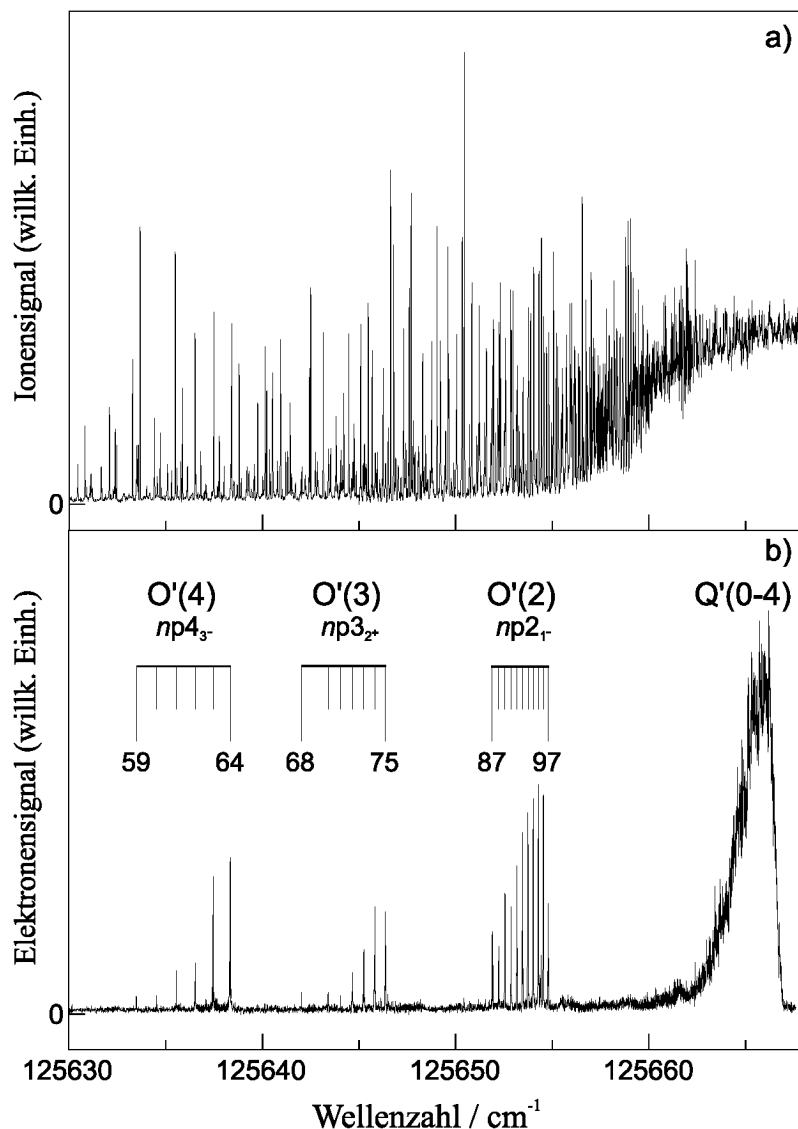 a)
Ionensignal (willk. Einh.)
0
b)
O'(4) O'(3) O'(2) Q'(0-4)
np4₃- np3₂+ np2₁-
59 64 68 75 87 97
Elektronensignal (willk. Einh.)
0
125630 125640 125650 125660
Wellenzahl / cm⁻¹